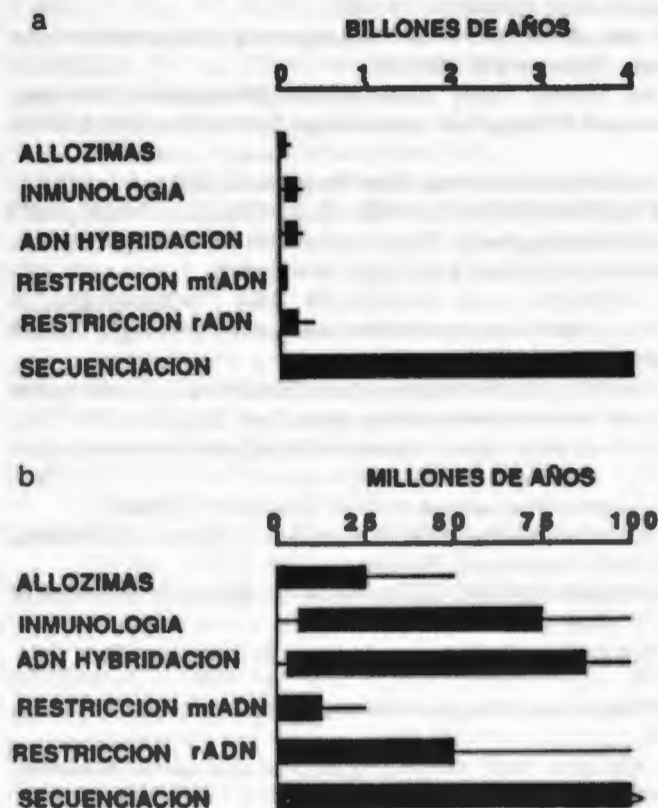 a
BILLONES DE AÑOS
0 1 2 3 4
ALLOZIMAS
INMUNOLOGIA
ADN HYBRIDACION
RESTRICCION mtADN
RESTRICCION rADN
SECUENCIACION
b
MILLONES DE AÑOS
0 25 50 75 100
ALLOZIMAS
INMUNOLOGIA
ADN HYBRIDACION
RESTRICCION mtADN
RESTRICCION rADN
SECUENCIACION